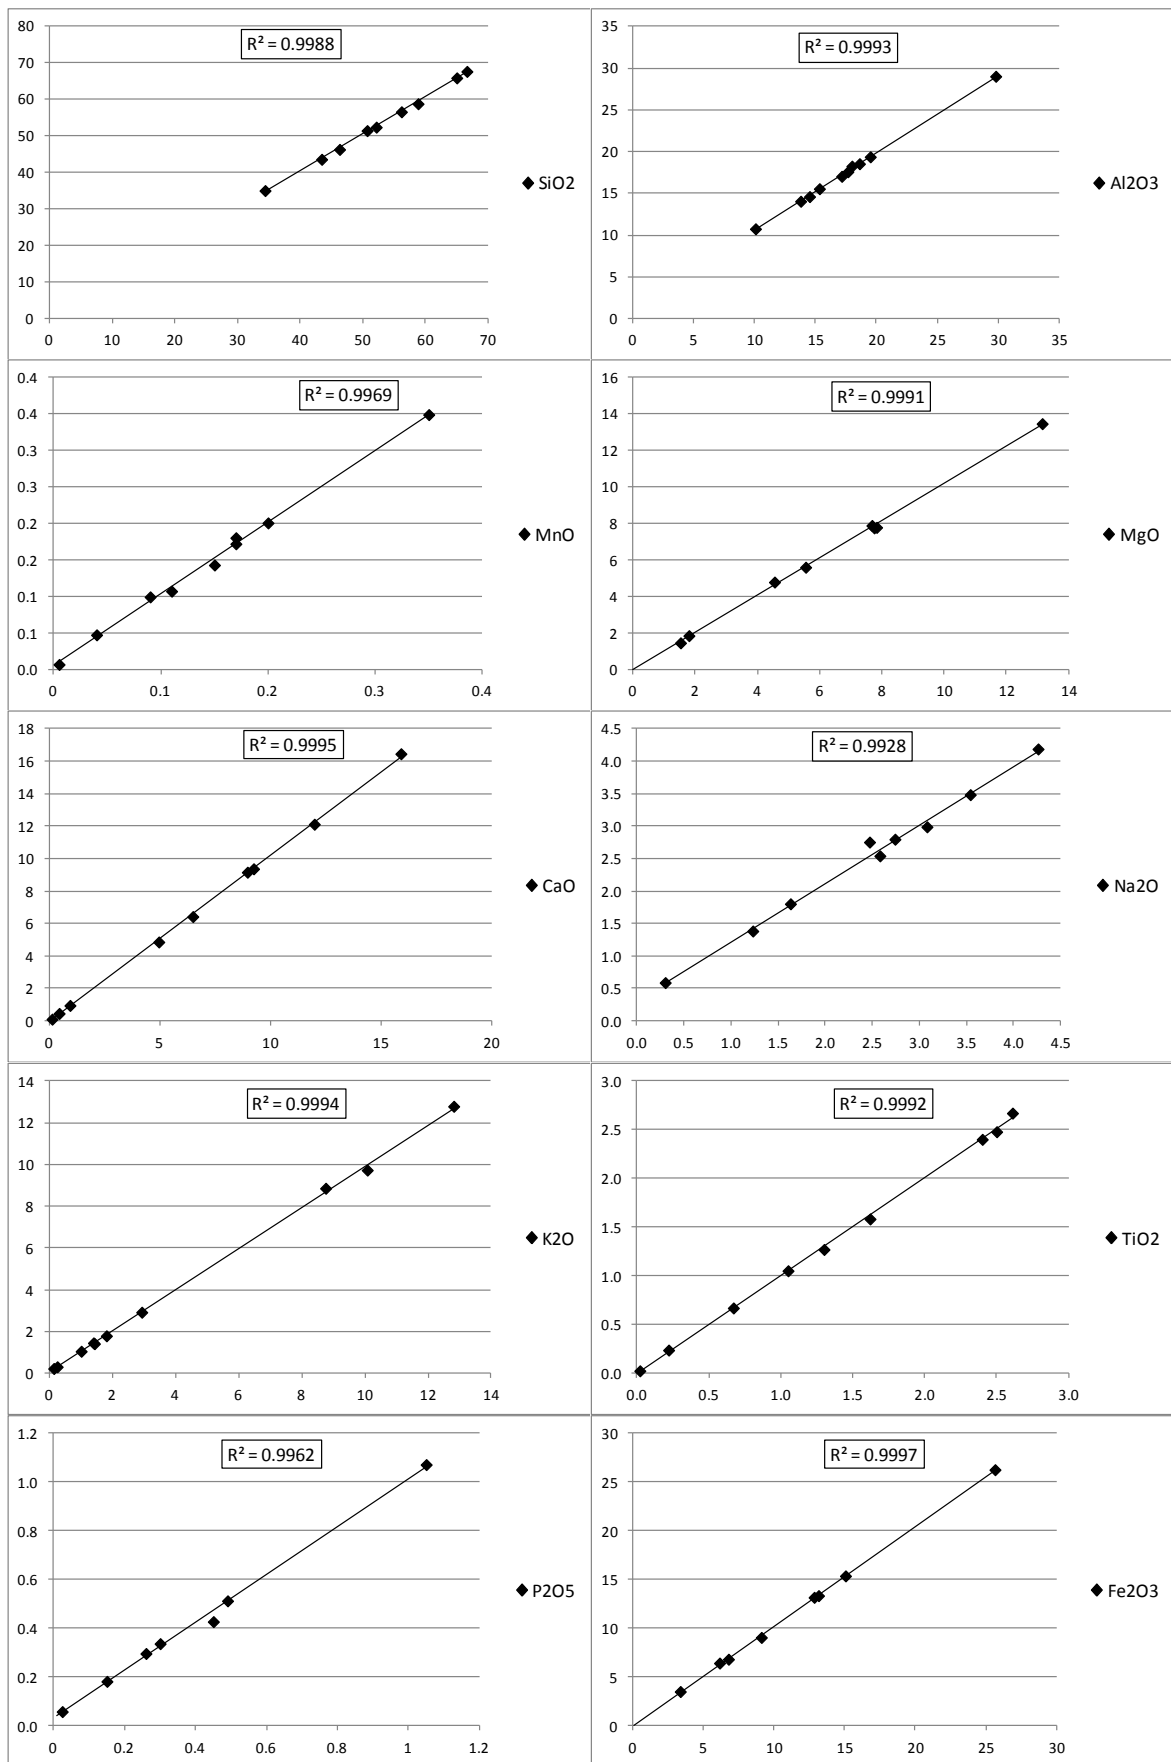 R² = 0.9988
80
70
60
50
40
30
20
10
0
0 10 20 30 40 50 60 70
SiO2
R² = 0.9993
35
30
25
20
15
10
5
0
0 5 10 15 20 25 30 35
Al2O3
R² = 0.9969
0.4
0.4
0.3
0.3
0.2
0.2
0.1
0.1
0.0
0 0.1 0.2 0.3 0.4
MnO
R² = 0.9991
16
14
12
10
8
6
4
2
0
0 2 4 6 8 10 12 14
MgO
R² = 0.9995
18
16
14
12
10
8
6
4
2
0
0 5 10 15 20
CaO
R² = 0.9928
4.5
4.0
3.5
3.0
2.5
2.0
1.5
1.0
0.5
0.0
0.0 0.5 1.0 1.5 2.0 2.5 3.0 3.5 4.0 4.5
Na2O
R² = 0.9994
14
12
10
8
6
4
2
0
0 2 4 6 8 10 12 14
K2O
R² = 0.9992
3.0
2.5
2.0
1.5
1.0
0.5
0.0
0.0 0.5 1.0 1.5 2.0 2.5 3.0
TiO2
R² = 0.9962
1.2
1.0
0.8
0.6
0.4
0.2
0.0
0 0.2 0.4 0.6 0.8 1 1.2
P2O5
R² = 0.9997
30
25
20
15
10
5
0
0 5 10 15 20 25 30
Fe2O3